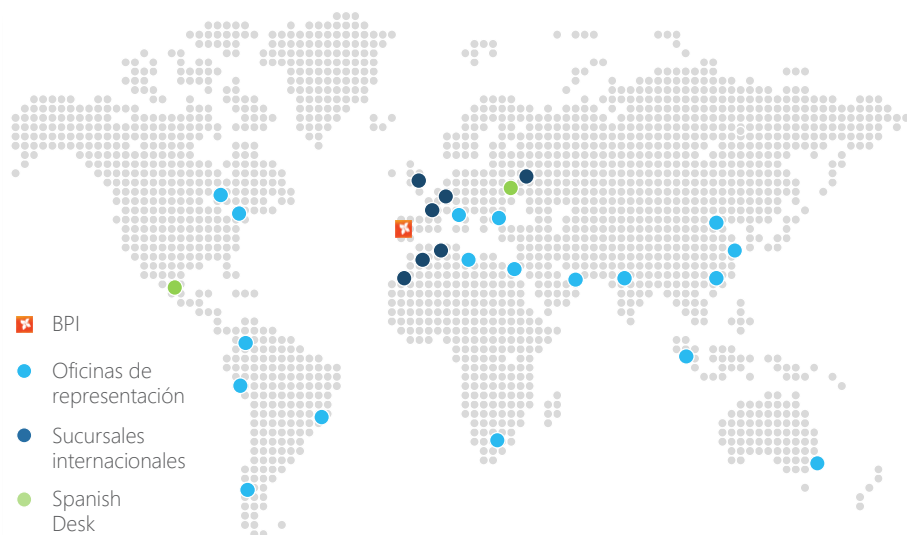 BPI
Oficinas de
representación
Sucursales
internacionales
Spanish
Desk